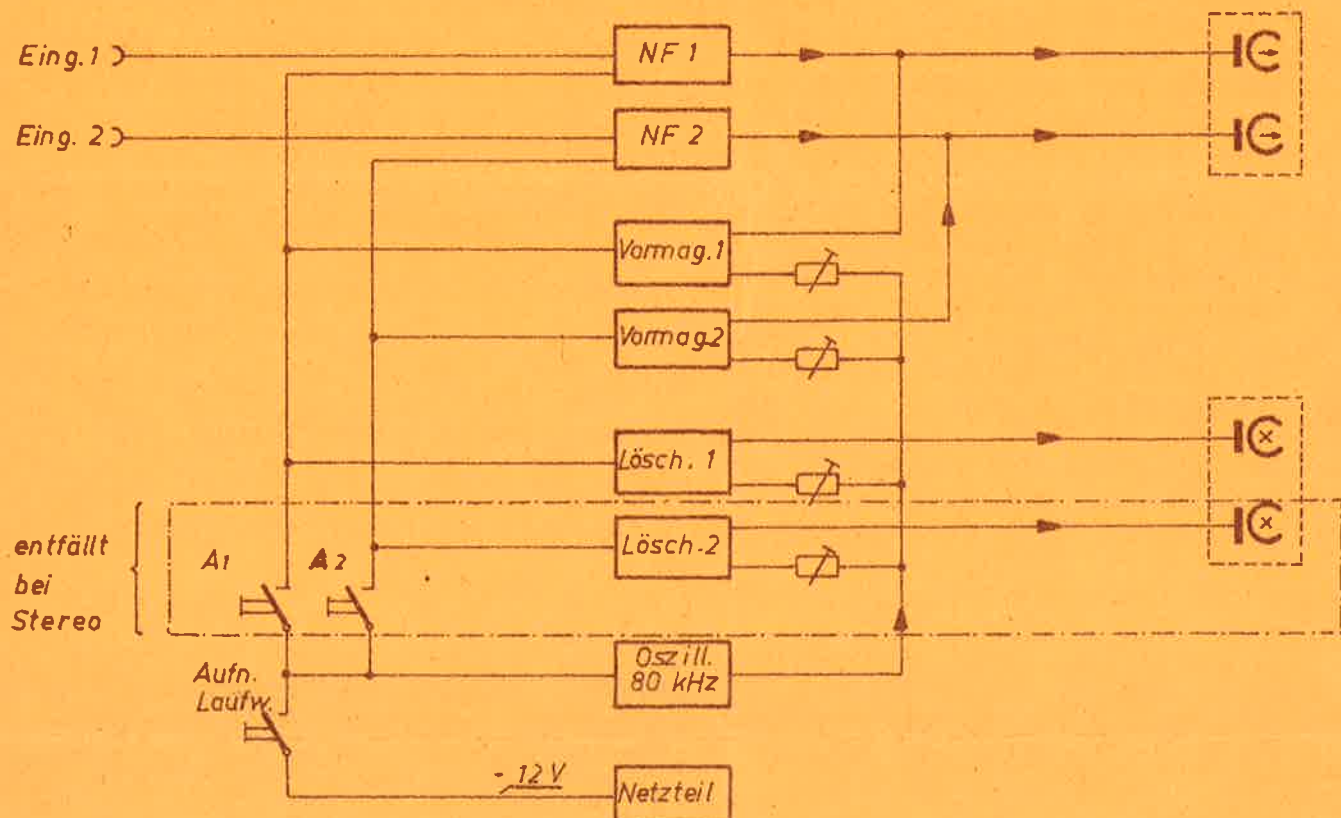 Eing.1
NF 1
Eing. 2
NF 2
Vormag.1
Vormag.2
Lösch. 1
entfällt
bei
Stereo
A1
A2
Lösch.2
Aufn.
Laufw.
Oszill.
80 kHz
- 12V
Netzteil